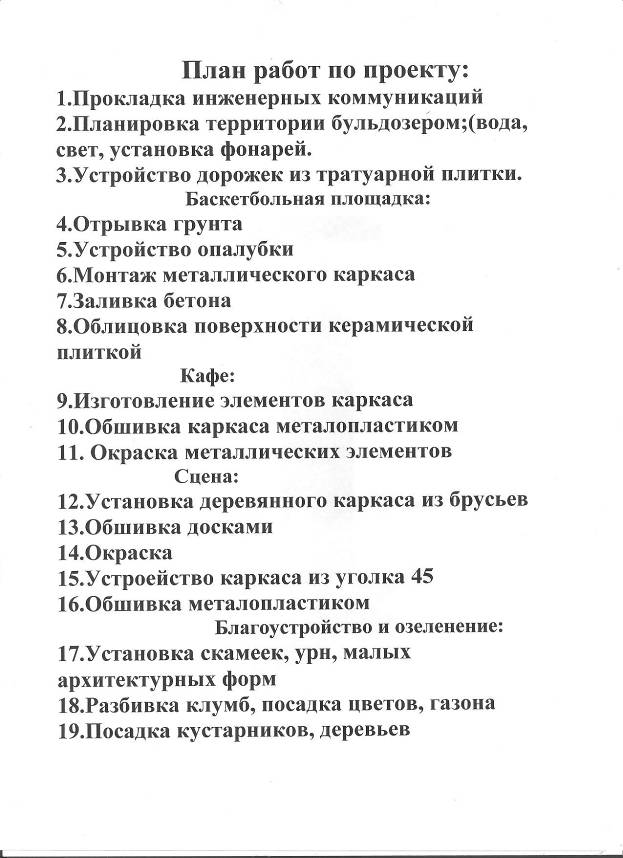 План работ по проекту:
1.Прокладка инженерных коммуникаций
2.Планировка территории бульдозером;(вода,
свет, установка фонарей.
3.Устройство дорожек из тратуарной плитки.
Баскетбольная площадка:
4.Отрывка грунта
5.Устройство опалубки
6.Монтаж металлического каркаса
7.Заливка бетона
8.Облицовка поверхности керамической
плиткой
Кафе:
9.Изготовление элементов каркаса
10.Обшивка каркаса металопластиком
11. Окраска металлических элементов
Сцена:
12.Установка деревянного каркаса из брусьев
13.Обшивка досками
14.Окраска
15.Устроейство каркаса из уголка 45
16.Обшивка металопластиком
Благоустройство и озеленение:
17.Установка скамеек, урн, малых
архитектурных форм
18.Разбивка клумб, посадка цветов, газона
19.Посадка кустарников, деревьев